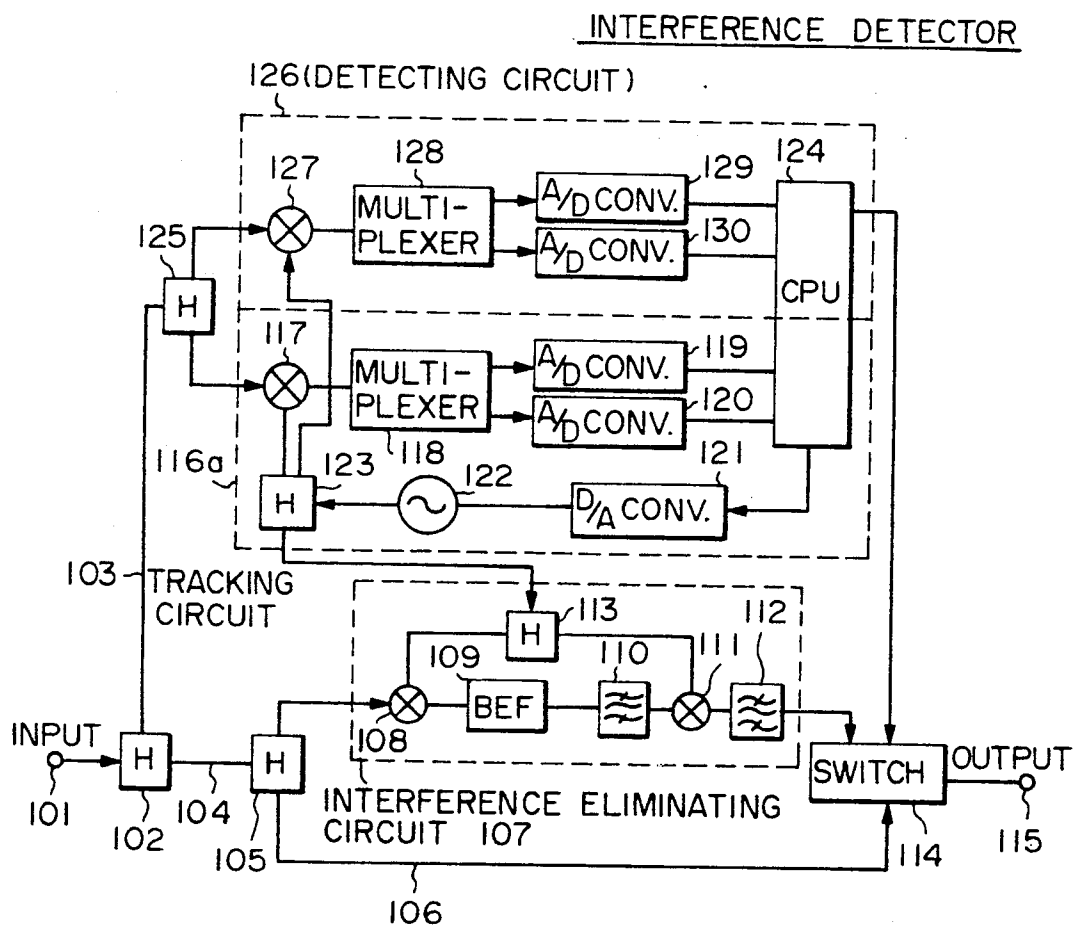 INTERFERENCE DETECTOR
126(DETECTING CIRCUIT)
127
128
129
124
125
MULTI-
PLEXER
A/D CONV.
130
A/D CONV.
H
CPU
117
119
MULTI-
PLEXER
A/D CONV.
120
A/D CONV.
116a
118
123
122
121
H
D/A CONV.
103
TRACKING
CIRCUIT
113
112
H
109
110
111
BEF
108
INPUT
H
H
SWITCH
OUTPUT
101
104
102
105
INTERFERENCE ELIMINATING
CIRCUIT 107
114
115
106